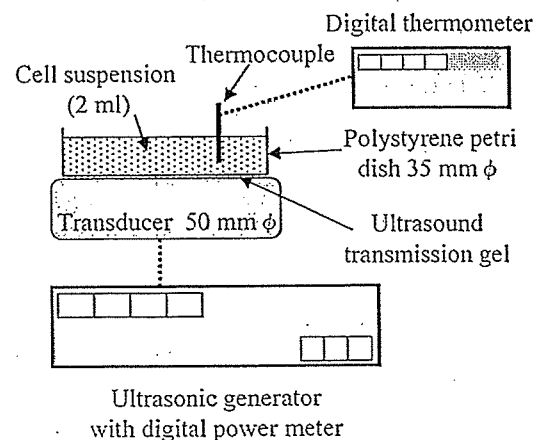 Digital thermometer
Thermocouple
Cell suspension
(2 ml)
Polystyrene petri
dish 35 mm ϕ
Transducer 50 mm ϕ
Ultrasound
transmission gel
Ultrasonic generator
with digital power meter